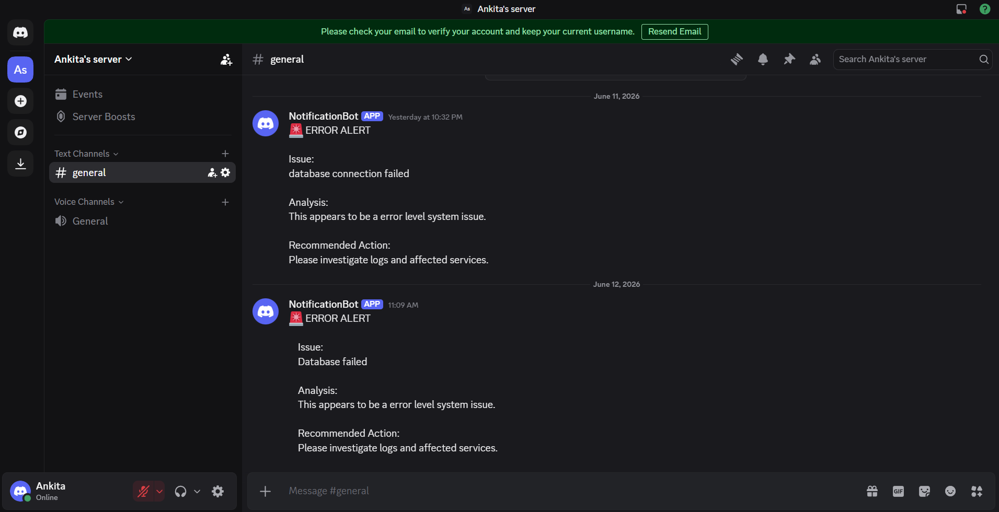 As Ankita's server
Please check your email to verify your account and keep your current username. Resend Email
As
Ankita's server
Events
Server Boosts
Text Channels
general
Voice Channels
General
Ankita
Online
general
Search Ankita's server
June 11, 2026
NotificationBot APP Yesterday at 10:32 PM
🚨 ERROR ALERT
Issue:
database connection failed
Analysis:
This appears to be a error level system issue.
Recommended Action:
Please investigate logs and affected services.
June 12, 2026
NotificationBot APP 11:09 AM
🚨 ERROR ALERT
Issue:
Database failed
Analysis:
This appears to be a error level system issue.
Recommended Action:
Please investigate logs and affected services.
Message #general
GIF